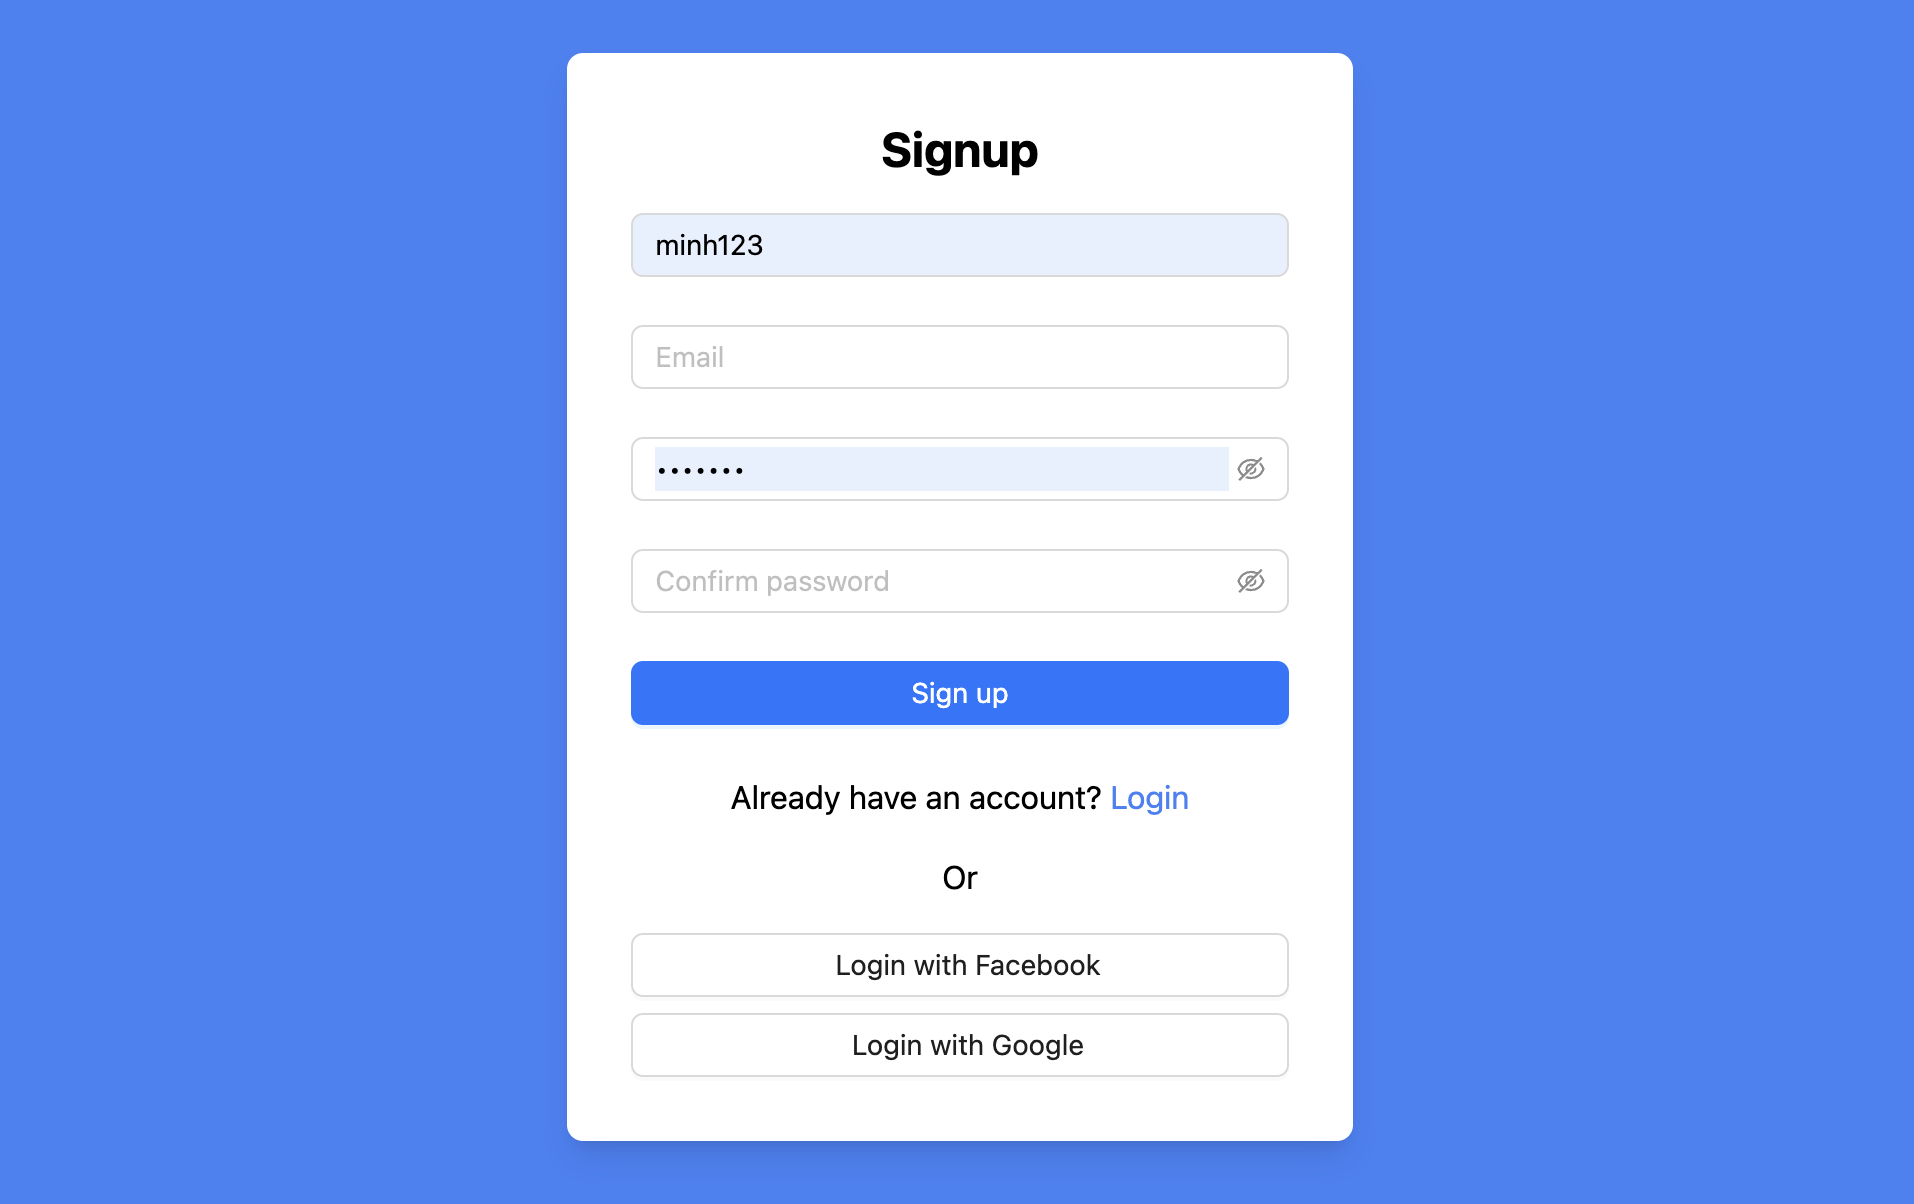 Signup
minh123
Email
•••••••
Confirm password
Sign up
Already have an account? Login
Or
Login with Facebook
Login with Google